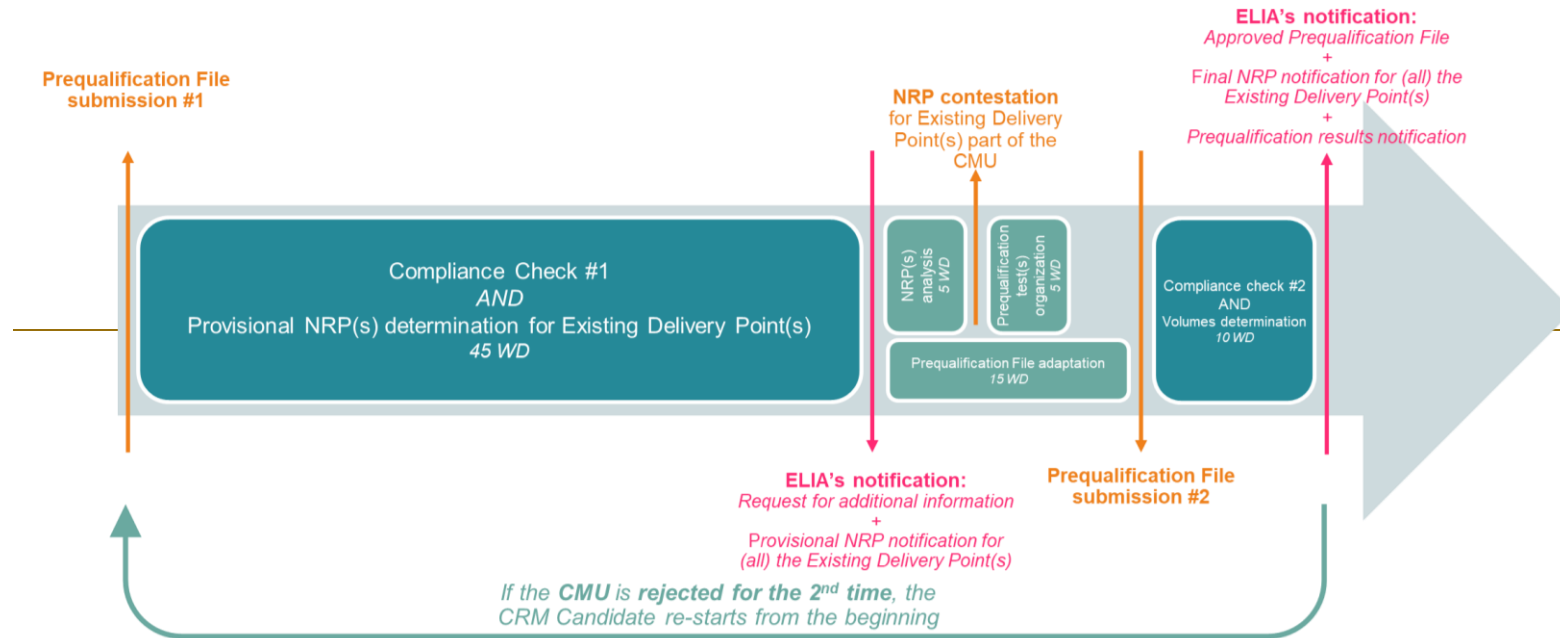 Prequalification File
submission #1
ELIA's notification:
Approved Prequalification File
+
Final NRP notification for (all) the
Existing Delivery Point(s)
+
Prequalification results notification
NRP contestation
for Existing Delivery
Point(s) part of the
CMU
Compliance Check #1
AND
Provisional NRP(s) determination for Existing Delivery Point(s)
45 WD
NRP(s)
analysis
5 WD
Prequalification
test(s)
organization
5 WD
Prequalification File adaptation
15 WD
Compliance check #2
AND
Volumes determination
10 WD
ELIA's notification:
Request for additional information
+
Provisional NRP notification for
(all) the Existing Delivery Point(s)
Prequalification File
submission #2
If the CMU is rejected for the 2nd time, the
CRM Candidate re-starts from the beginning